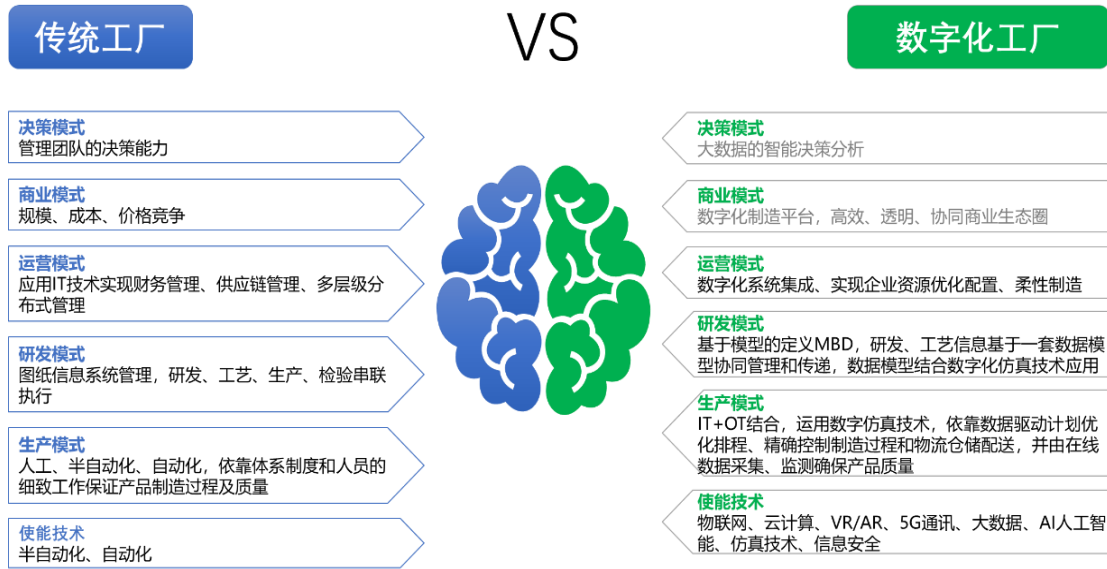 传统工厂
VS
数字化工厂
决策模式
管理团队的决策能力
商业模式
规模、成本、价格竞争
运营模式
应用IT技术实现财务管理、供应链管理、多层级分
布式管理
研发模式
图纸信息系统管理，研发、工艺、生产、检验串联
执行
生产模式
人工、半自动化、自动化，依靠体系制度和人员的
细致工作保证产品制造过程及质量
使能技术
半自动化、自动化
决策模式
大数据的智能决策分析
商业模式
数字化制造平台，高效、透明、协同商业生态圈
运营模式
数字化系统集成、实现企业资源优化配置、柔性制造
研发模式
基于模型的定义MBD，研发、工艺信息基于一套数据模
型协同管理和传递，数据模型结合数字化仿真技术应用
生产模式
IT+OT结合，运用数字仿真技术，依靠数据驱动计划优
化排程、精确控制制造过程和物流仓储配送，并由在线
数据采集、监测确保产品质量
使能技术
物联网、云计算、VR/AR、5G通讯、大数据、AI人工智
能、仿真技术、信息安全